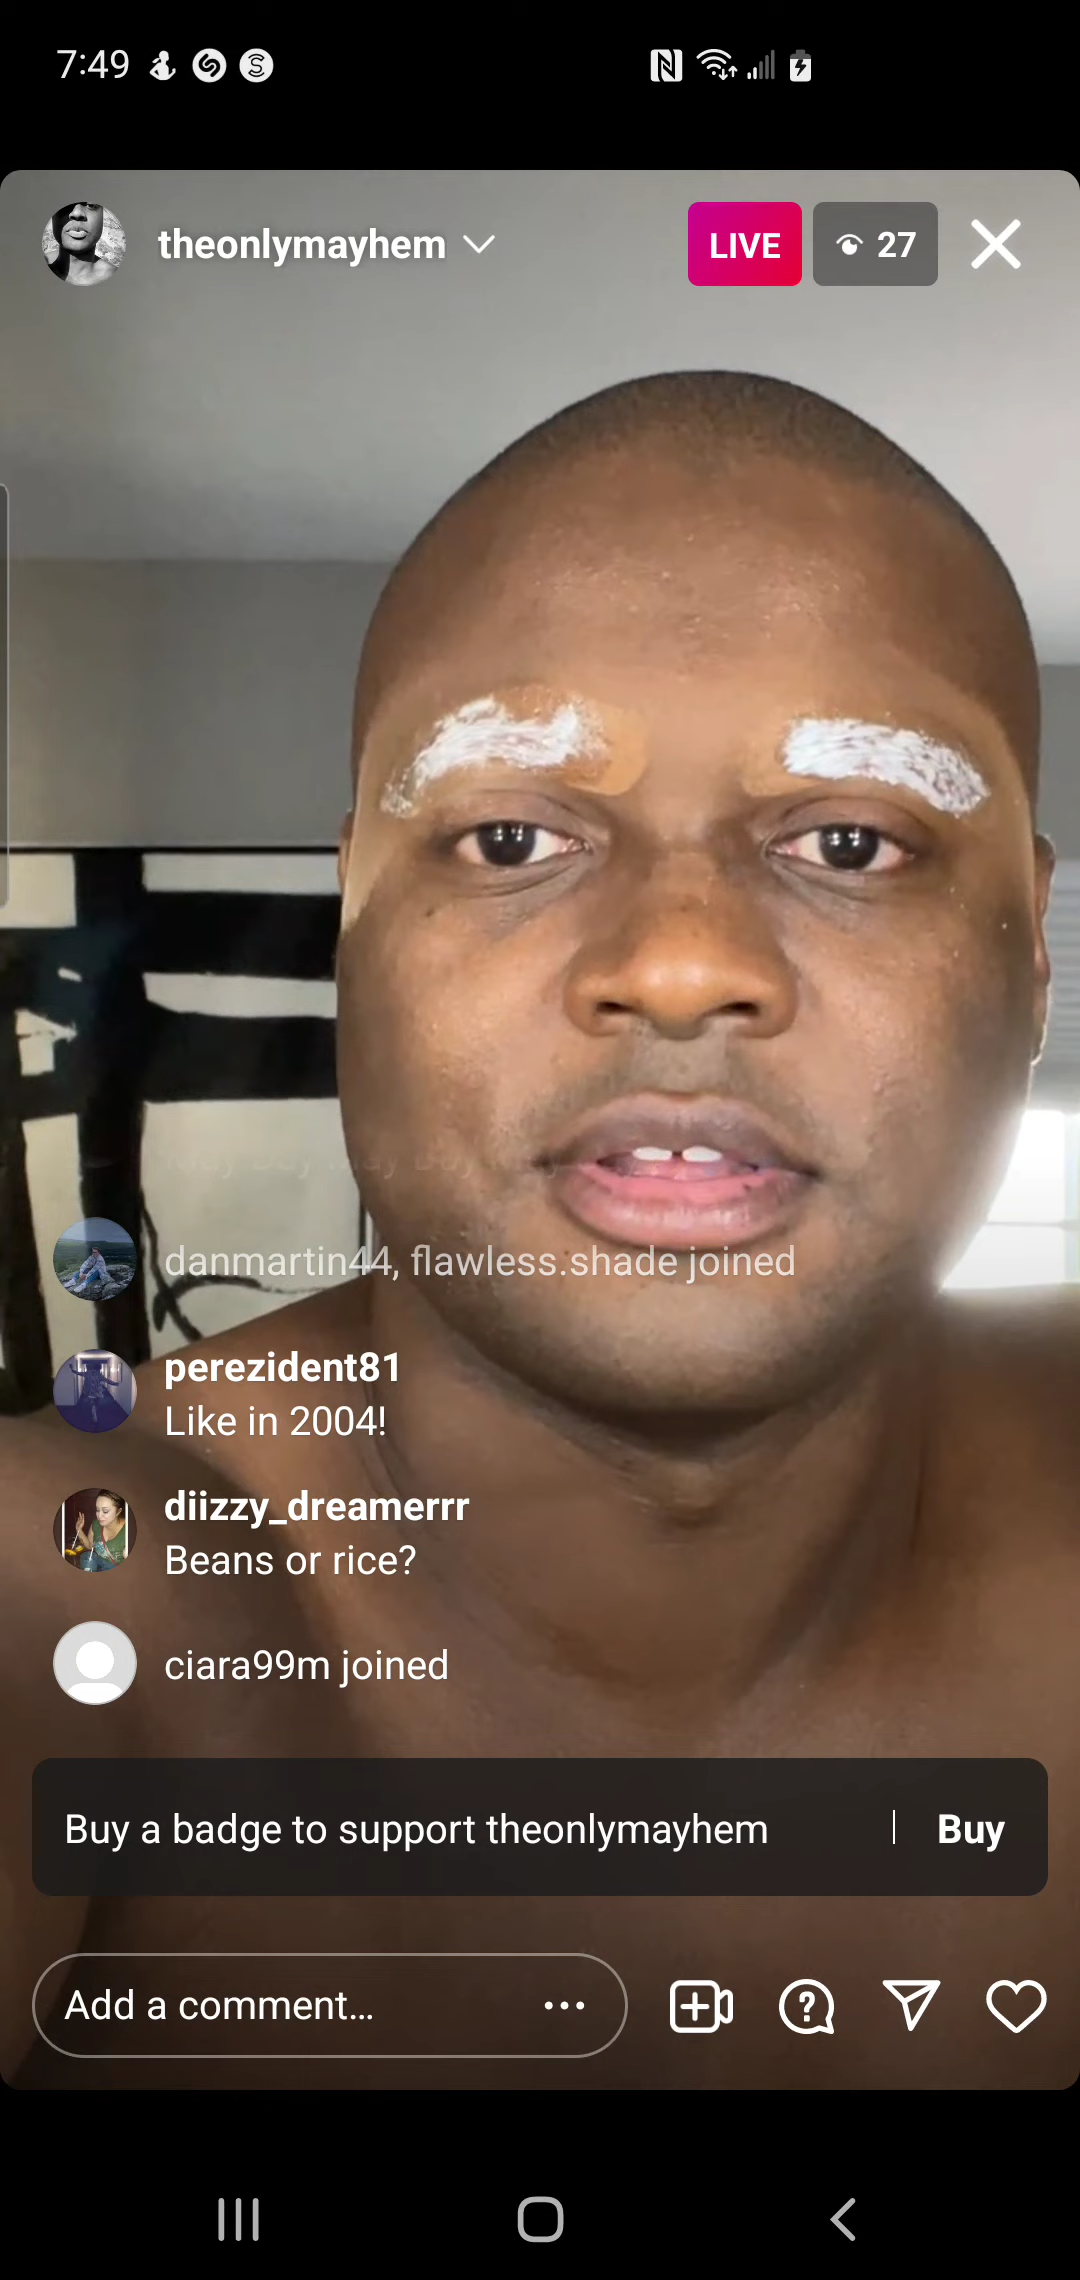 7:49
theonlymayhem
LIVE
27
danmartin44, flawless.shade joined
perezident81
Like in 2004!
diizzy_dreamerrr
Beans or rice?
ciara99m joined
Buy a badge to support theonlymayhem | Buy
Add a comment...